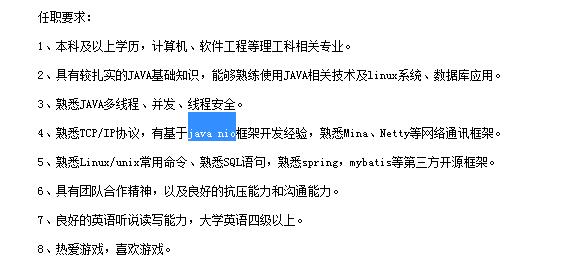 任职要求：
1、本科及以上学历，计算机、软件工程等理工科相关专业。
2、具有较扎实的JAVA基础知识，能够熟练使用JAVA相关技术及linux系统、数据库应用。
3、熟悉JAVA多线程、并发、线程安全。
4、熟悉TCP/IP协议，有基于java nio框架开发经验，熟悉Mina、Netty等网络通讯框架。
5、熟悉Linux/unix常用命令、熟悉SQL语句，熟悉spring，mybatis等第三方开源框架。
6、具有团队合作精神，以及良好的抗压能力和沟通能力。
7、良好的英语听说读写能力，大学英语四级以上。
8、热爱游戏，喜欢游戏。